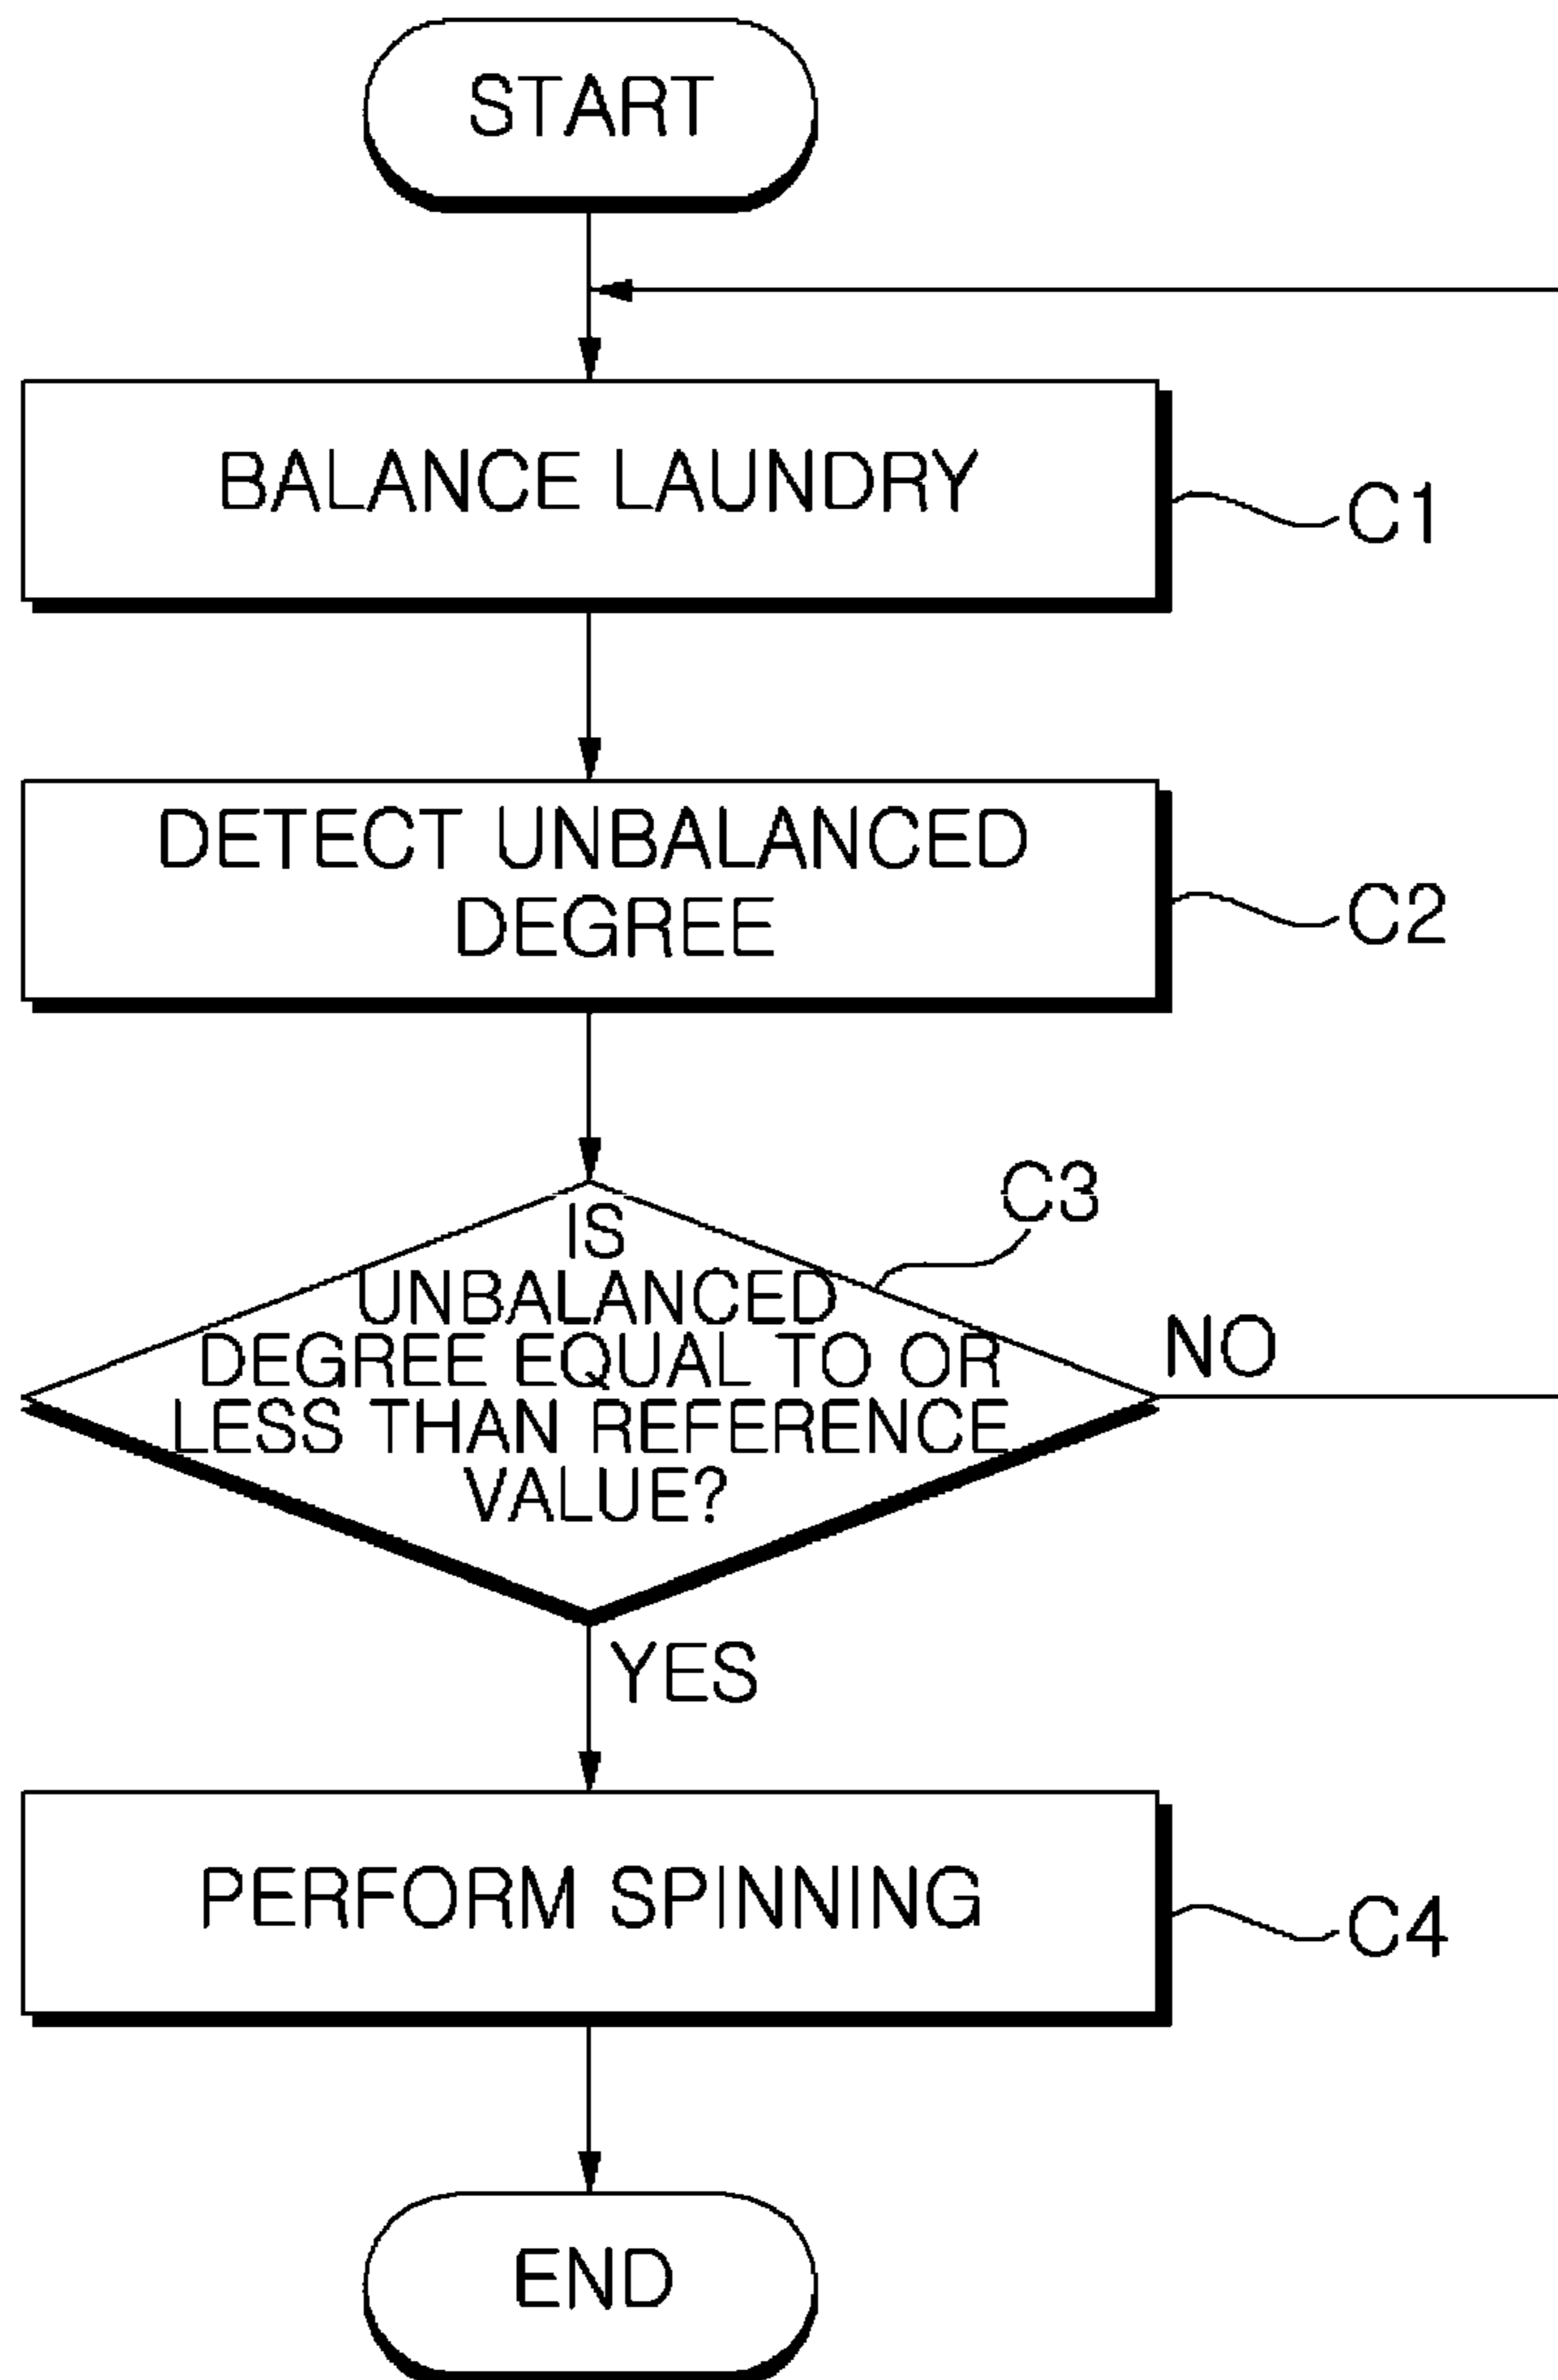 START
BALANCE LAUNDRY
C1
DETECT UNBALANCED
DEGREE
C2
C3
IS
UNBALANCED
DEGREE EQUAL TO OR
LESS THAN REFERENCE
VALUE?
NO
YES
PERFORM SPINNING
C4
END